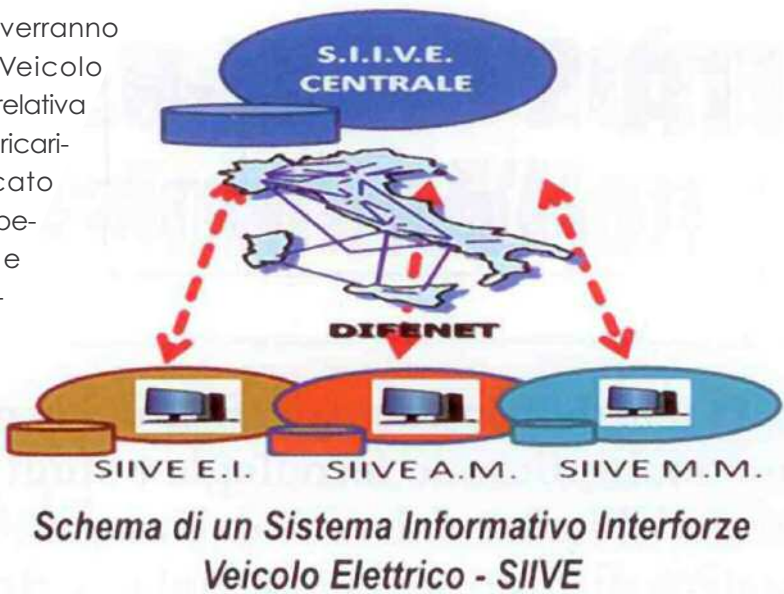 verranno
Veicolo
relativa
ricari-
cato
pe-
e
-
S.I.I.V.E.
CENTRALE
DIFENET
SIIVE E.I.
SIIVE A.M.
SIIVE M.M.
Schema di un Sistema Informativo Interforze
Veicolo Elettrico - SIIVE